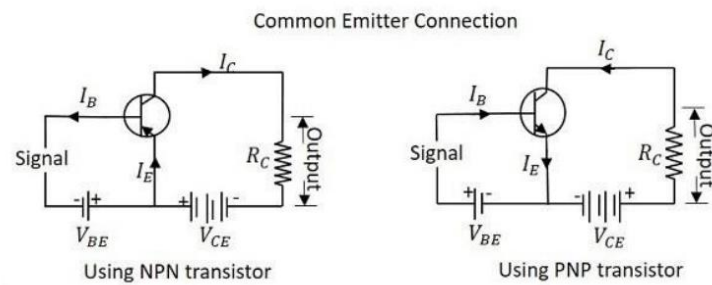 Common Emitter Connection
I_C
I_B
Signal
I_E
R_C
Output
- +
+ -
V_BE
V_CE
Using NPN transistor
I_C
I_B
Signal
I_E
R_C
Output
+ -
- +
V_BE
V_CE
Using PNP transistor